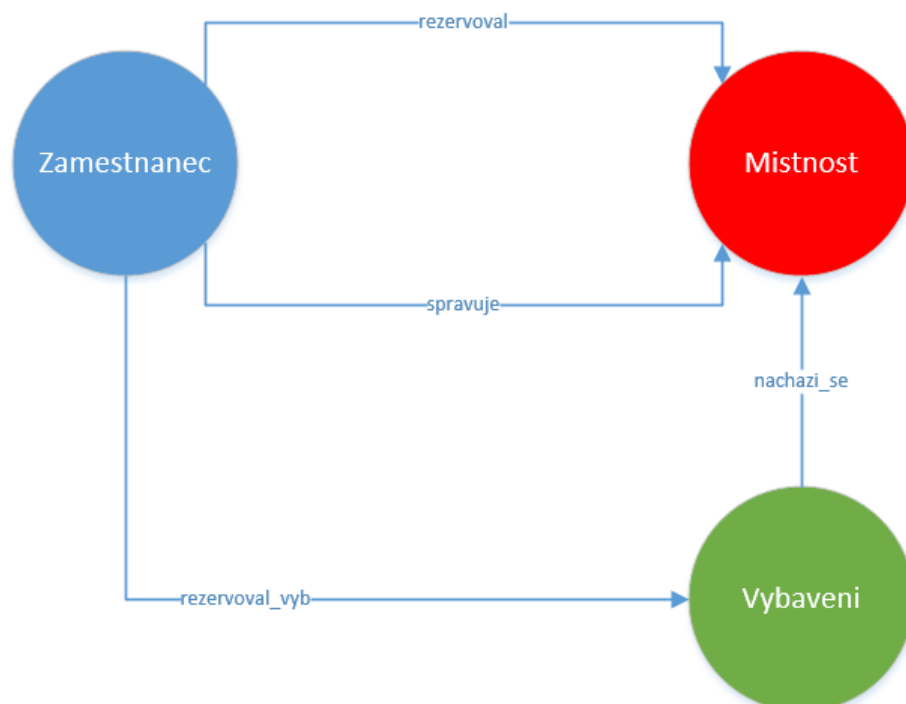 rezervoval
Zamestnanec
Mistnost
spravuje
nachazi_se
rezervoval_vyb
Vybaveni